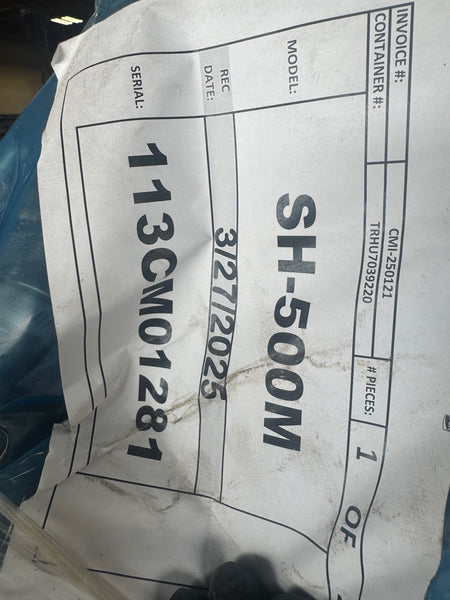 INVOICE #: CMI-250121
CONTAINER #: TRHU7039220 # PIECES: 1 OF
MODEL: SH-500M
REC DATE: 3/27/2025
SERIAL: 113CM01281